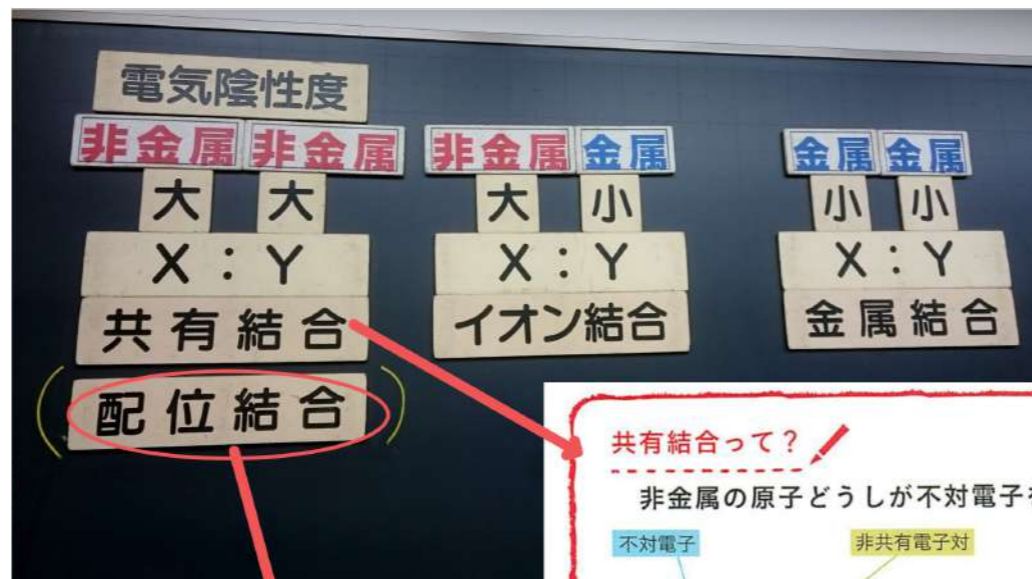 電気陰性度
非金属 非金属
大 大
X:Y
共有結合
(配位結合)
非金属 金属
大 小
X:Y
イオン結合
金属 金属
小 小
X:Y
金属結合
共有結合って?
非金属の原子どうしが不対電子
不対電子
非共有電子対